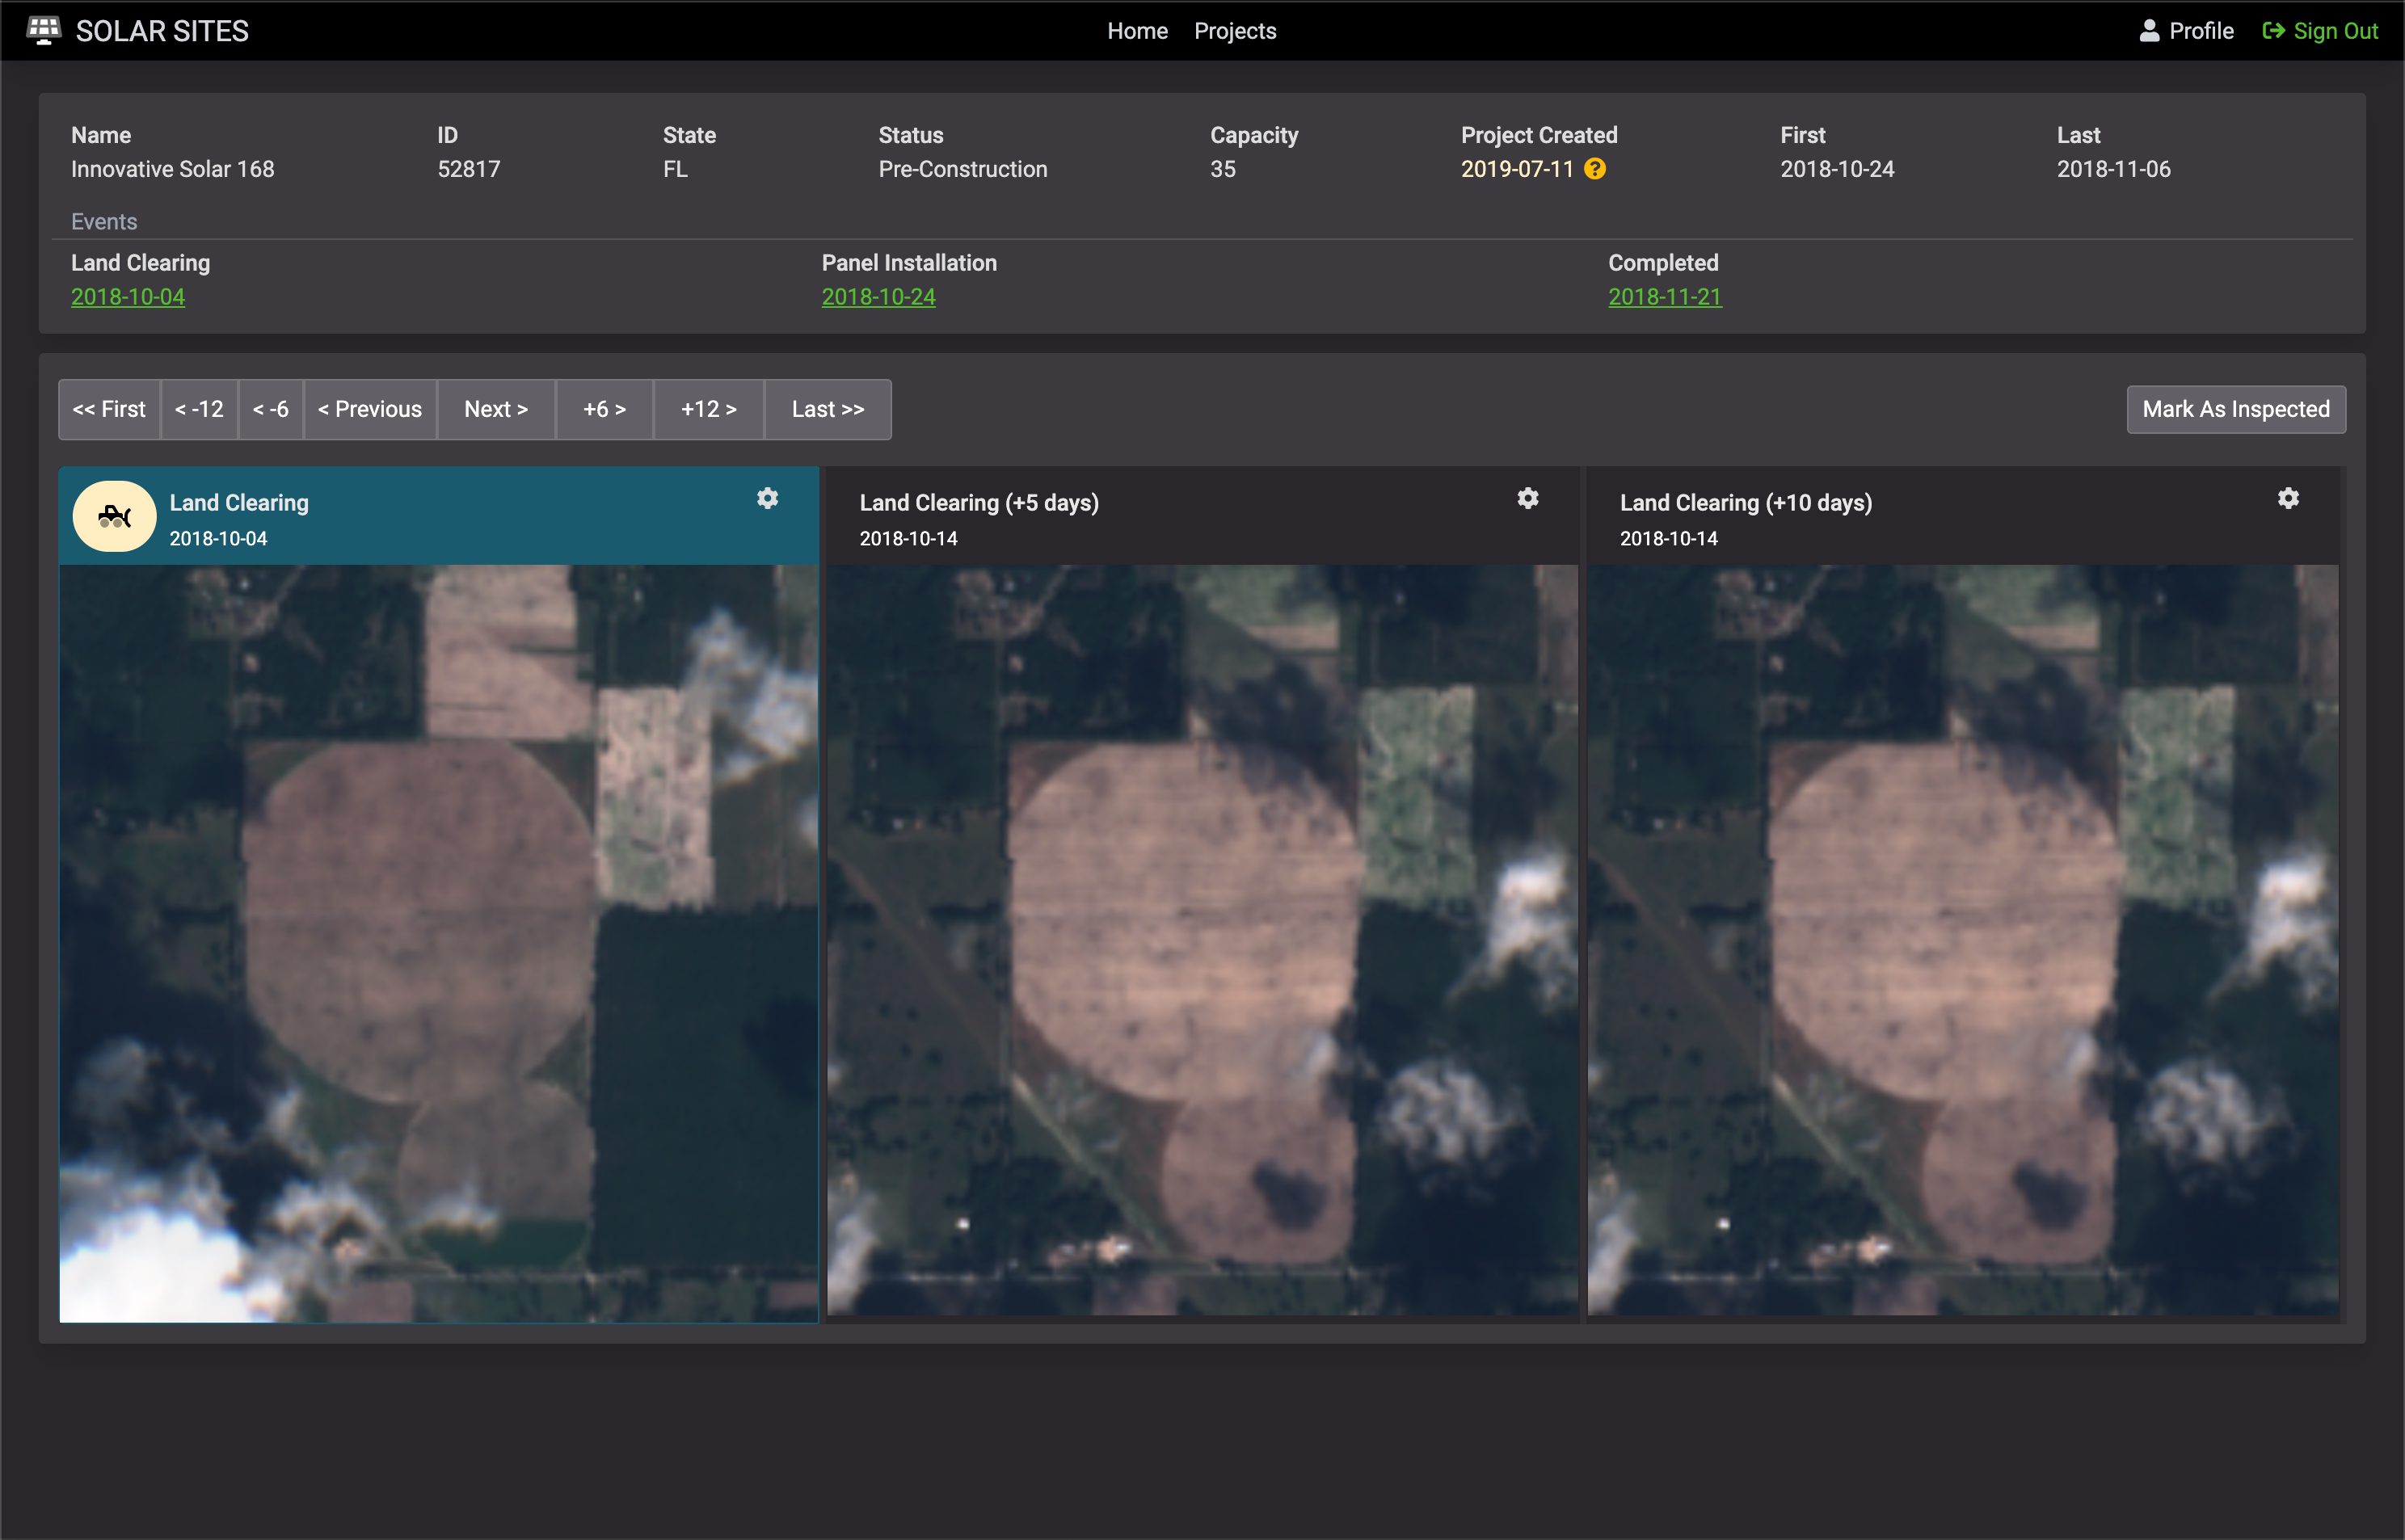 SOLAR SITES
Home Projects
Profile Sign Out
Name ID State Status Capacity Project Created First Last
Innovative Solar 168 52817 FL Pre-Construction 35 2019-07-11 ? 2018-10-24 2018-11-06
Events
Land Clearing Panel Installation Completed
2018-10-04 2018-10-24 2018-11-21
<< First < -12 < -6 < Previous Next > +6 > +12 > Last >> Mark As Inspected
Land Clearing Land Clearing (+5 days) Land Clearing (+10 days)
2018-10-04 2018-10-14 2018-10-14